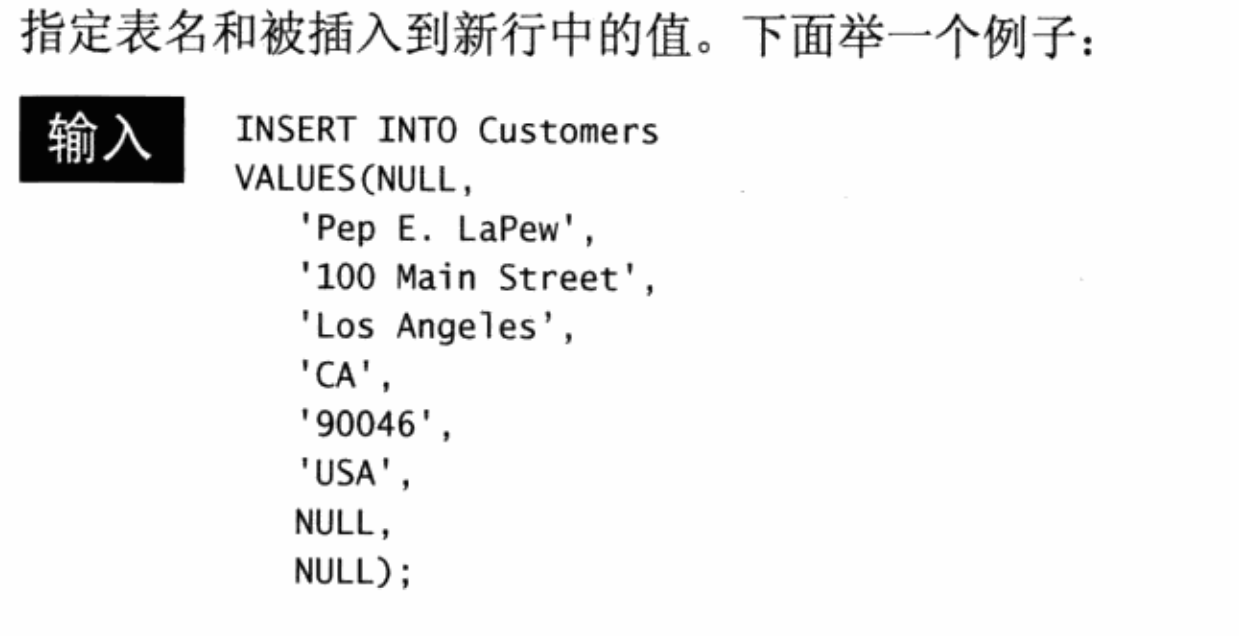 指定表名和被插入到新行中的值。下面举一个例子：
输入
INSERT INTO Customers
VALUES(NULL,
'Pep E. LaPew',
'100 Main Street',
'Los Angeles’,
'CA',
'90046',
'USA',
NULL,
NULL);